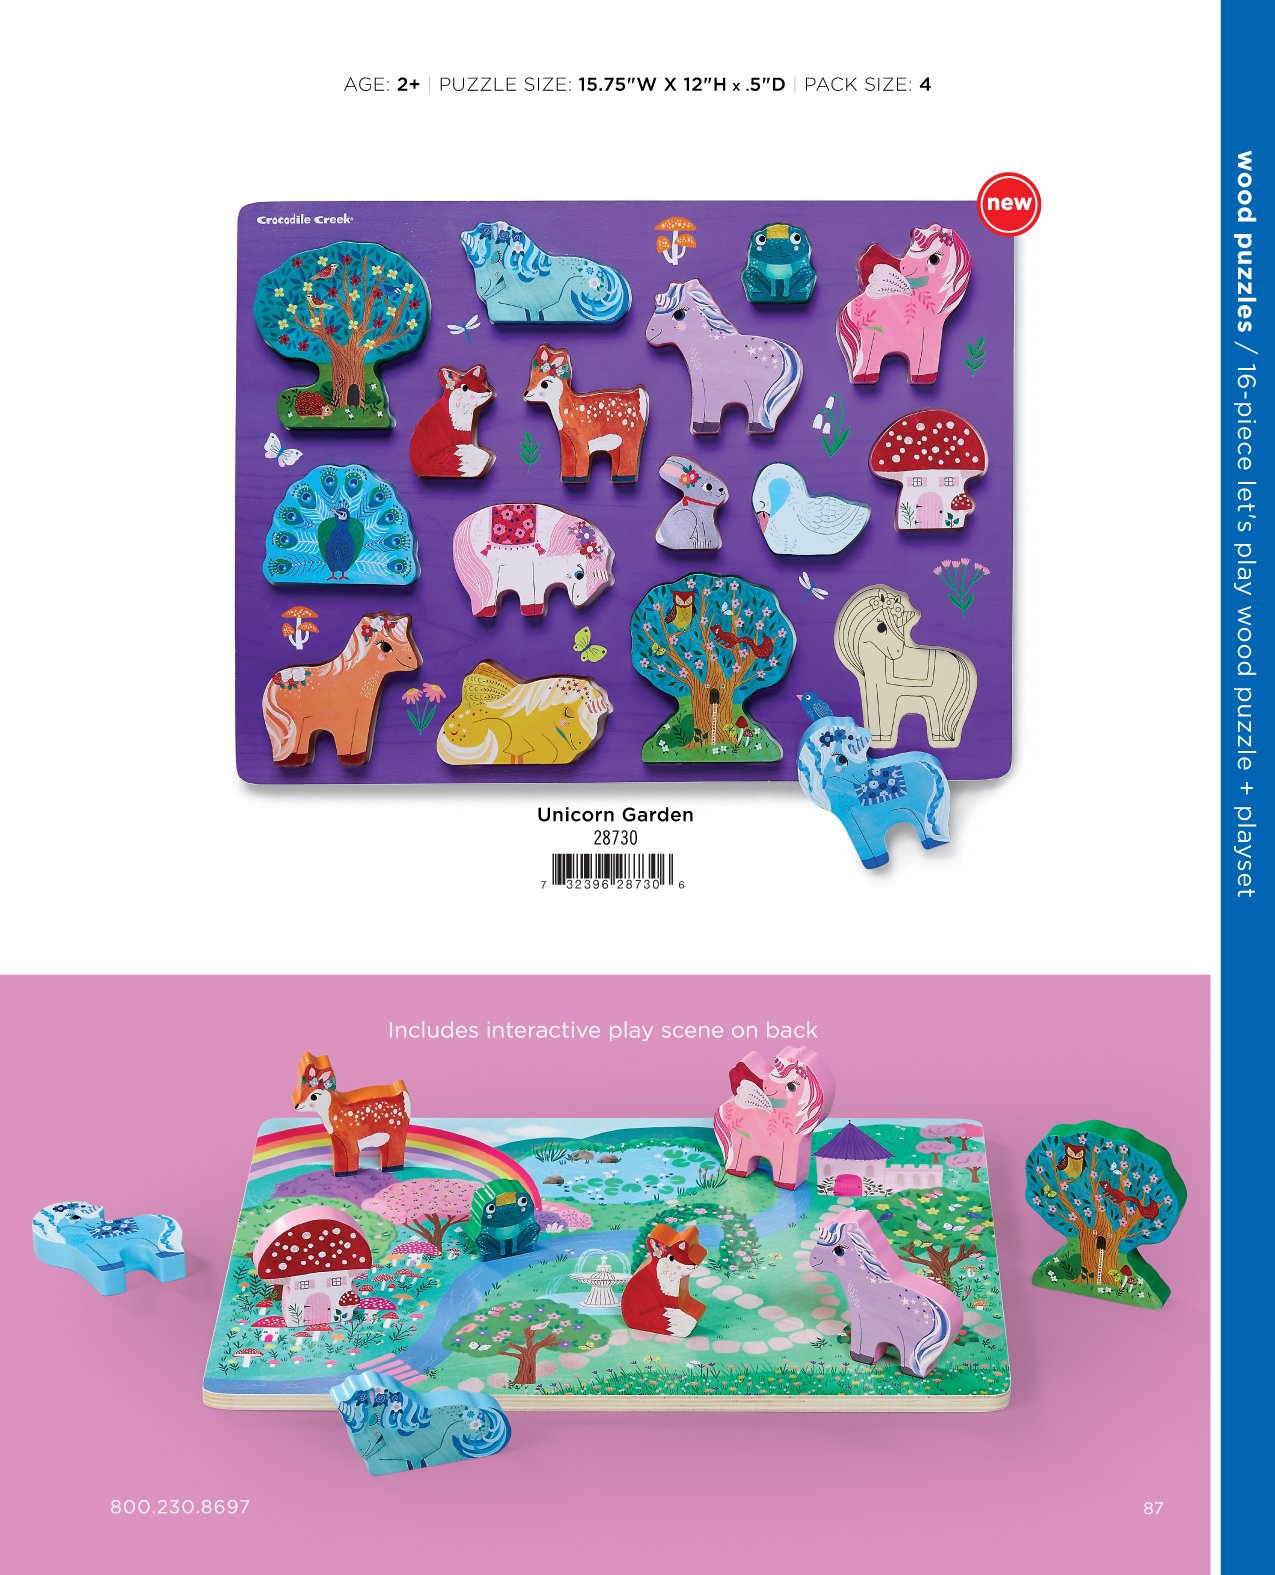 AGE: 2+ | PUZZLE SIZE: 15.75"W X 12"H x .5"D | PACK SIZE: 4
new
Crocodile Creek®
Unicorn Garden
28730
7 32396 28730 6
wood puzzles / 16-piece let's play wood puzzle + playset
Includes interactive play scene on back
800.230.8697
87